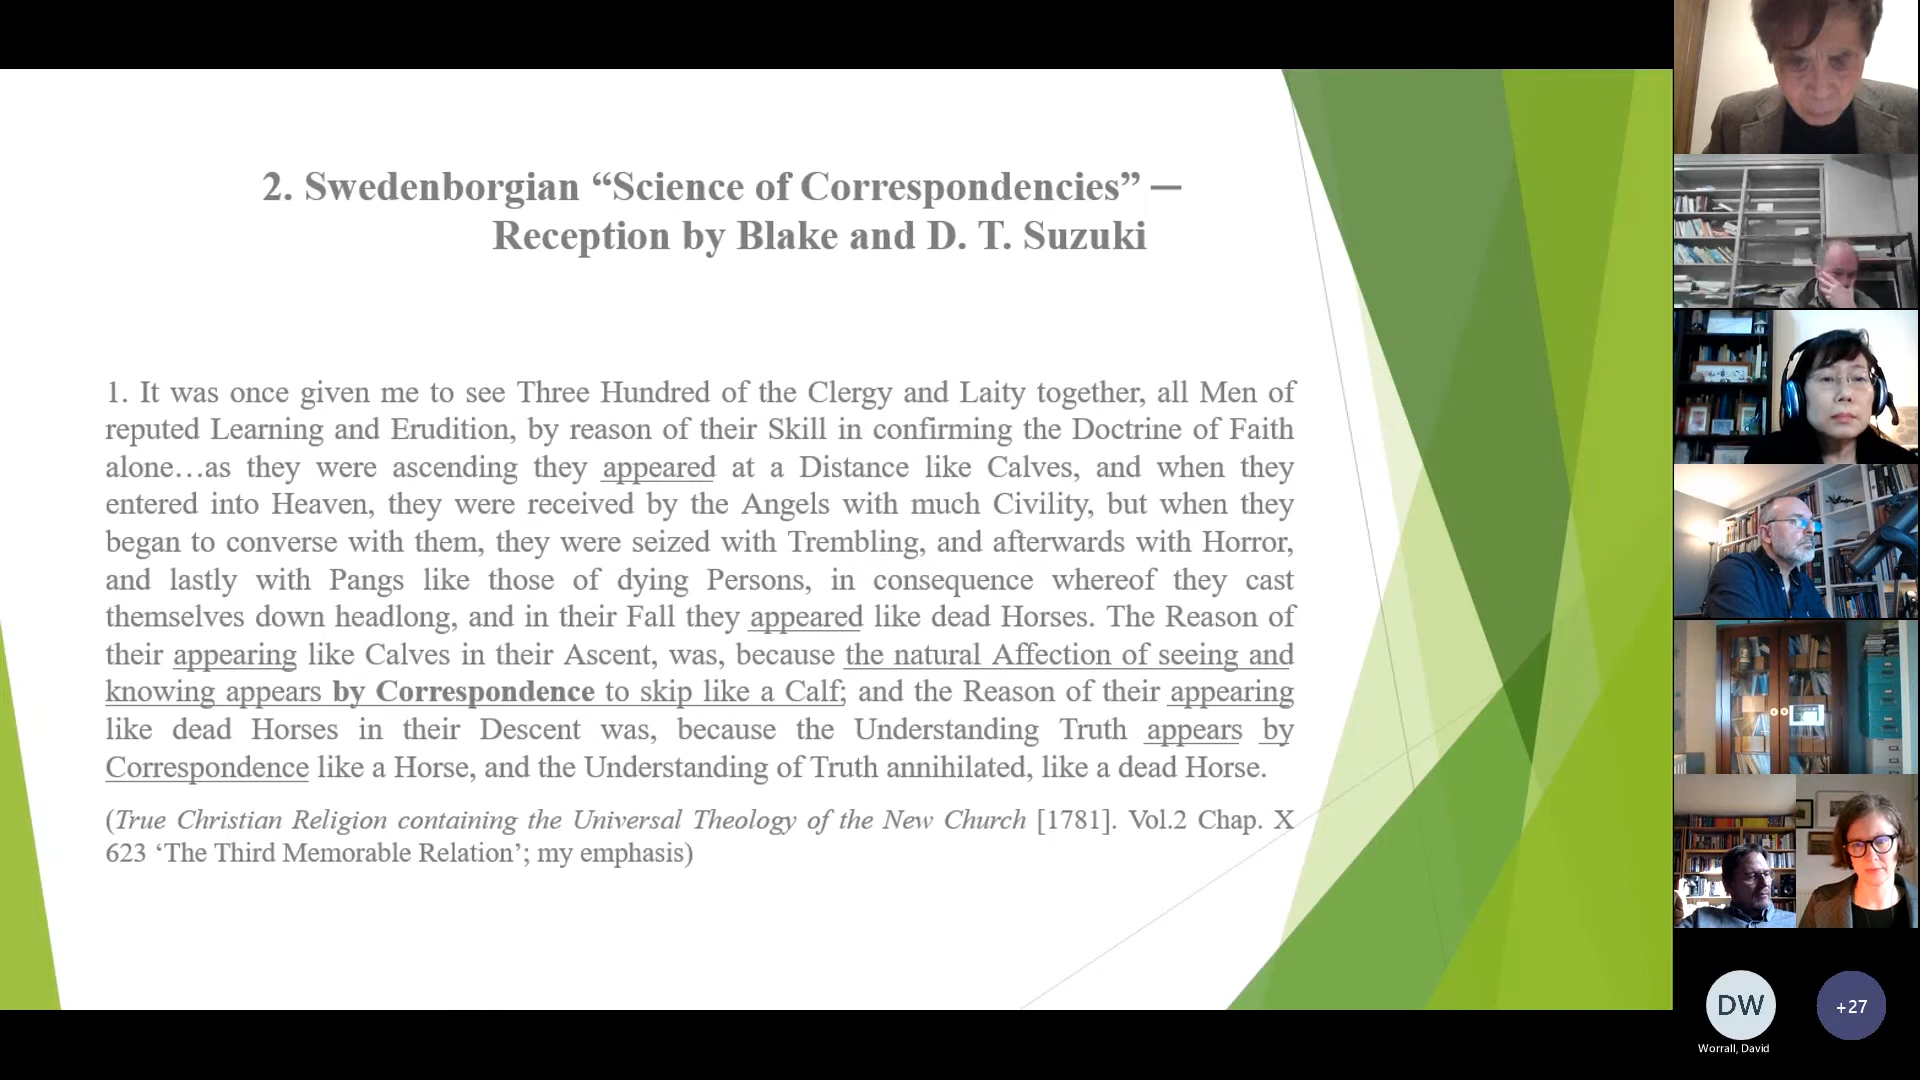 2. Swedenborgian “Science of Correspondencies” ─
Reception by Blake and D. T. Suzuki
1. It was once given me to see Three Hundred of the Clergy and Laity together, all Men of
reputed Learning and Erudition, by reason of their Skill in confirming the Doctrine of Faith
alone…as they were ascending they appeared at a Distance like Calves, and when they
entered into Heaven, they were received by the Angels with much Civility, but when they
began to converse with them, they were seized with Trembling, and afterwards with Horror,
and lastly with Pangs like those of dying Persons, in consequence whereof they cast
themselves down headlong, and in their Fall they appeared like dead Horses. The Reason of
their appearing like Calves in their Ascent, was, because the natural Affection of seeing and
knowing appears by Correspondence to skip like a Calf; and the Reason of their appearing
like dead Horses in their Descent was, because the Understanding Truth appears by
Correspondence like a Horse, and the Understanding of Truth annihilated, like a dead Horse.
(True Christian Religion containing the Universal Theology of the New Church [1781]. Vol.2 Chap. X
623 ‘The Third Memorable Relation’; my emphasis)
DW
+27
Worrall, David